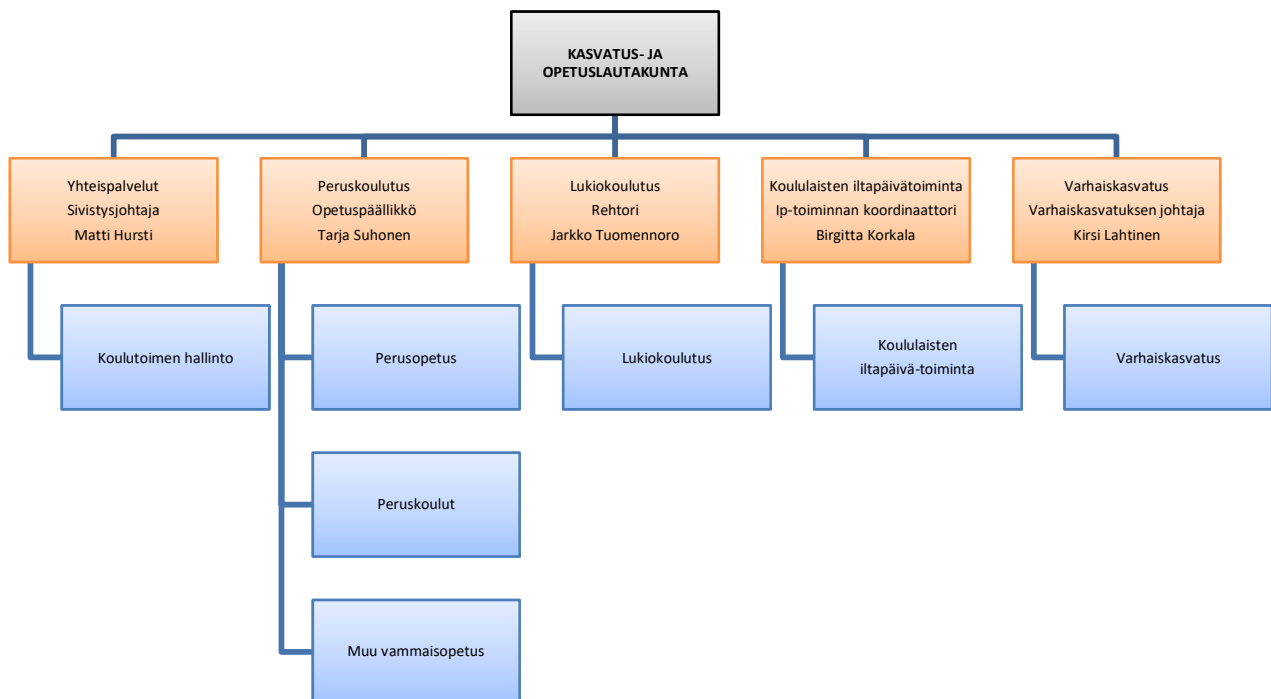 KASVATUS- JA
OPETUSLAUTAKUNTA
Yhteispalvelut
Sivistysjohtaja
Matti Hursti
Peruskoulutus
Opetuspäällikkö
Tarja Suhonen
Lukiokoulutus
Rehtori
Jarkko Tuomennoro
Koululaisten iltapäivätoiminta
Ip-toiminnan koordinaattori
Birgitta Korkala
Varhaiskasvatus
Varhaiskasvatuksen johtaja
Kirsi Lahtinen
Koulutoimen hallinto
Perusopetus
Lukiokoulutus
Koululaisten
iltapäivä-toiminta
Varhaiskasvatus
Peruskoulut
Muu vammaisopetus